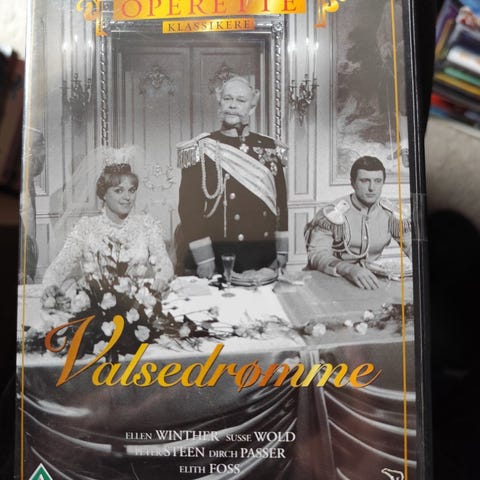 OPERETTE
KLASSIKERE
Valsedrømme
ELLEN WINTHER SUSSE WOLD
PETER STEEN DIRCH PASSER
ELITH FOSS
A